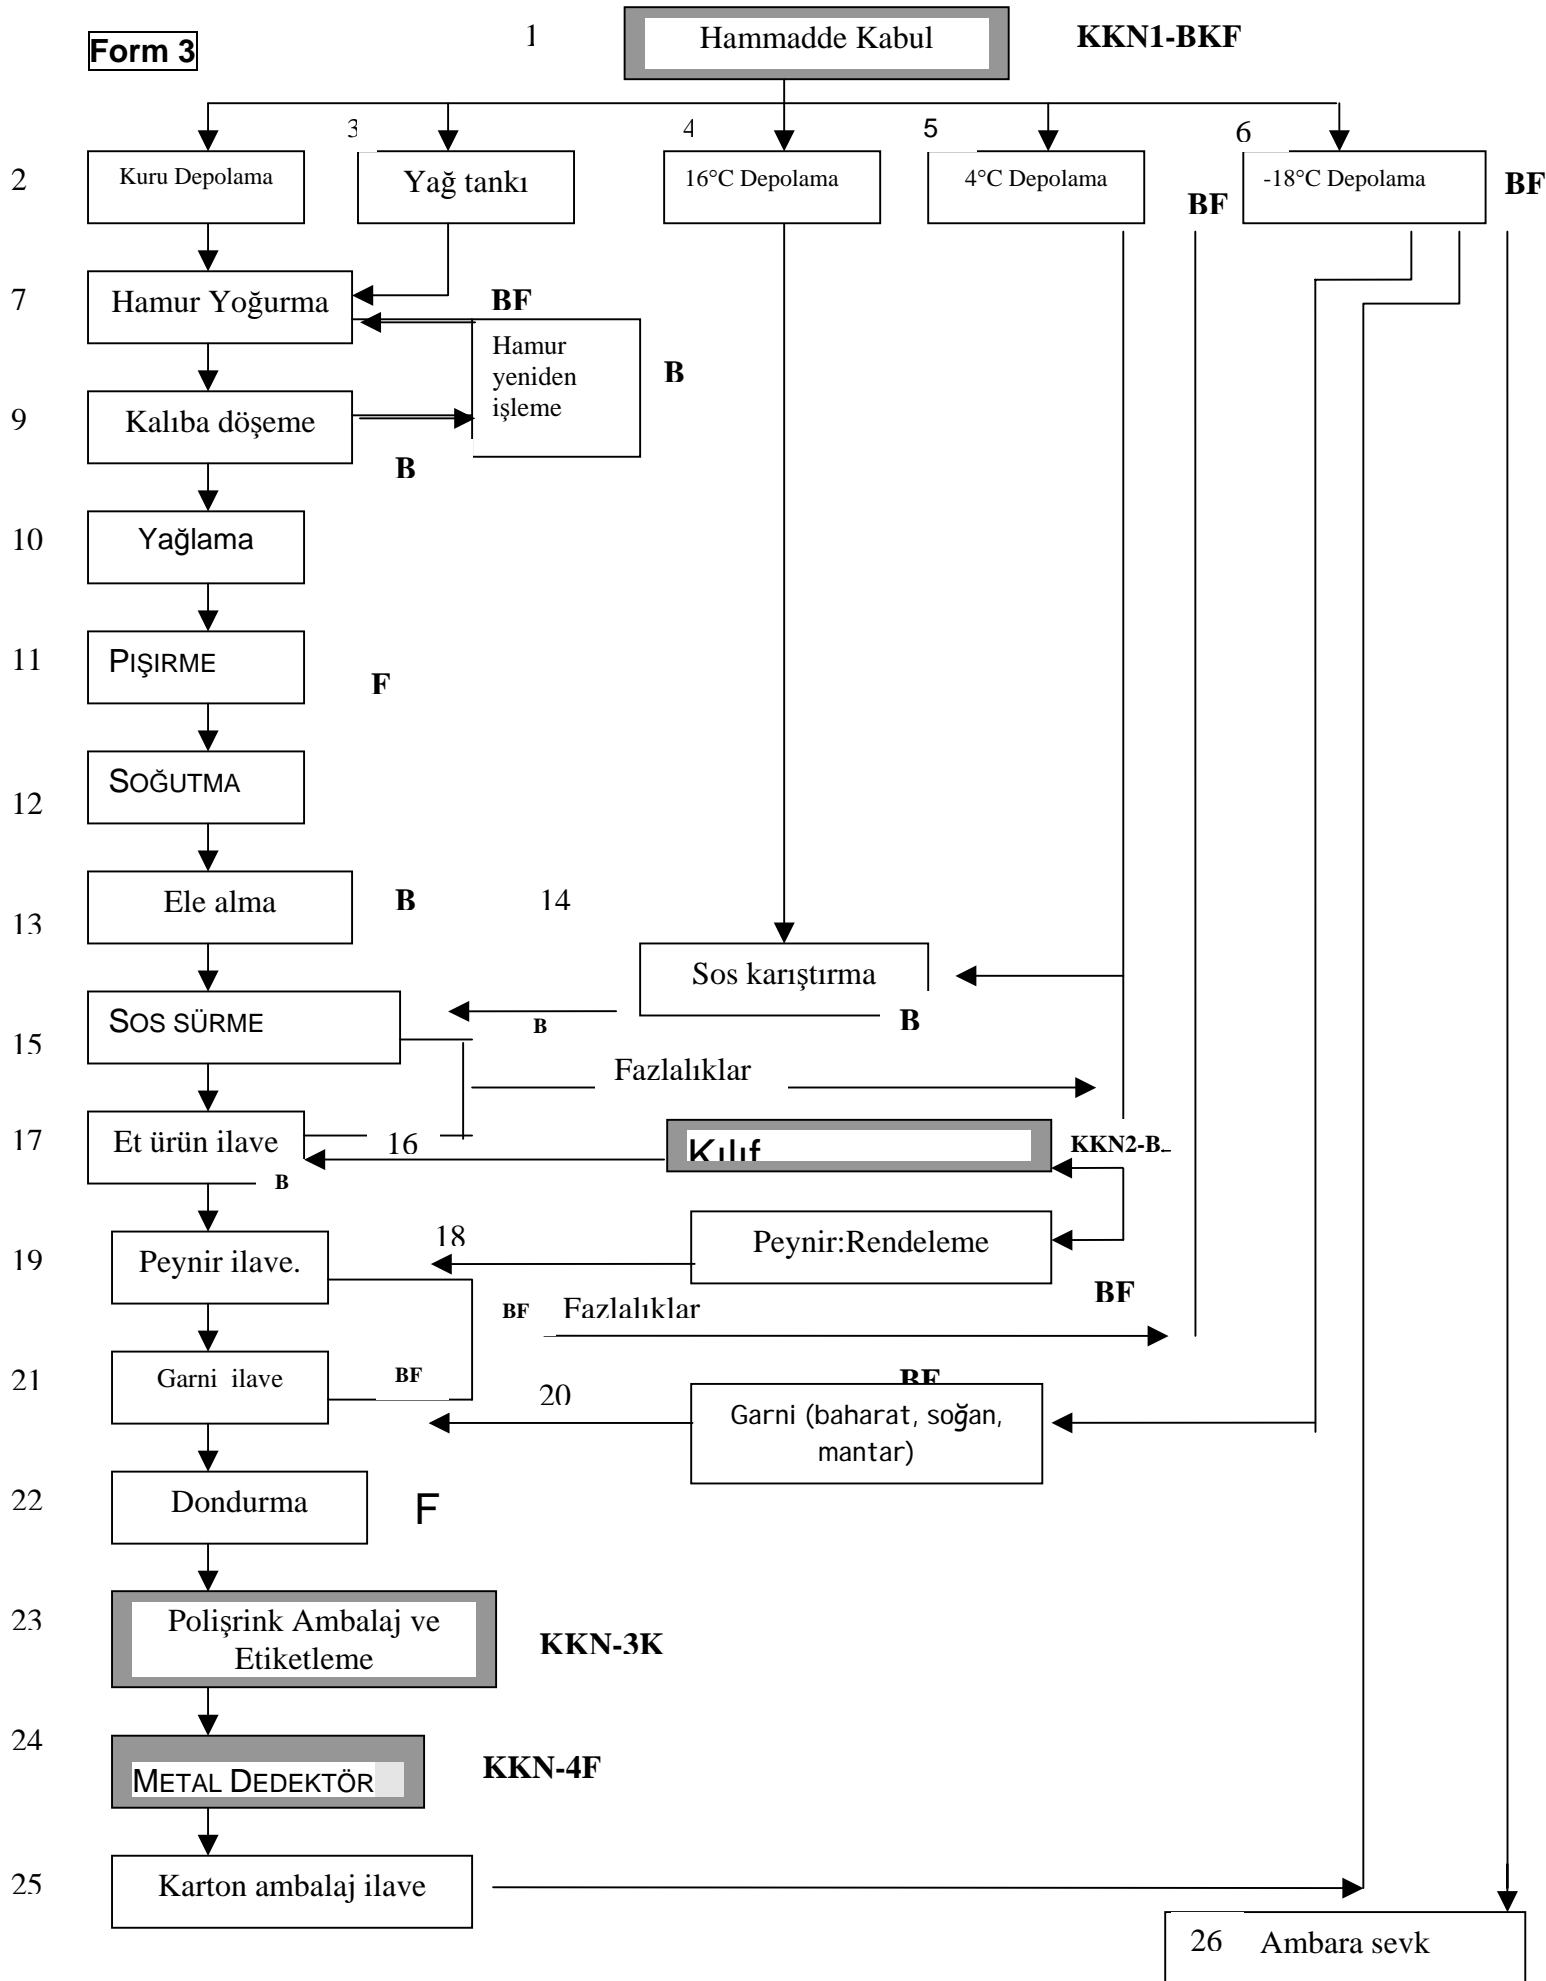 Form 3
1
Hammadde Kabul
KKN1-BKF
3
4
5
6
2
Kuru Depolama
Yağ tankı
16°C Depolama
4°C Depolama
BF
-18°C Depolama
BF
7
Hamur Yoğurma
BF
Hamur
yeniden
işleme
B
9
Kalıba döşeme
B
10
Yağlama
11
PIŞIRME
F
12
SOĞUTMA
13
Ele alma
B
14
Sos karıştırma
B
15
SOS SÜRME
B
Fazlalıklar
17
Et ürün ilave
B
16
Kılıf
KKN2-B
19
Peynir ilave.
18
Peynir:Rendeleme
BF
BF
Fazlalıklar
21
Garni ilave
BF
20
BF
Garni (baharat, soğan,
mantar)
22
Dondurma
F
23
Polişrink Ambalaj ve
Etiketleme
KKN-3K
24
METAL DEDEKTÖR
KKN-4F
25
Karton ambalaj ilave
26
Ambara sevk